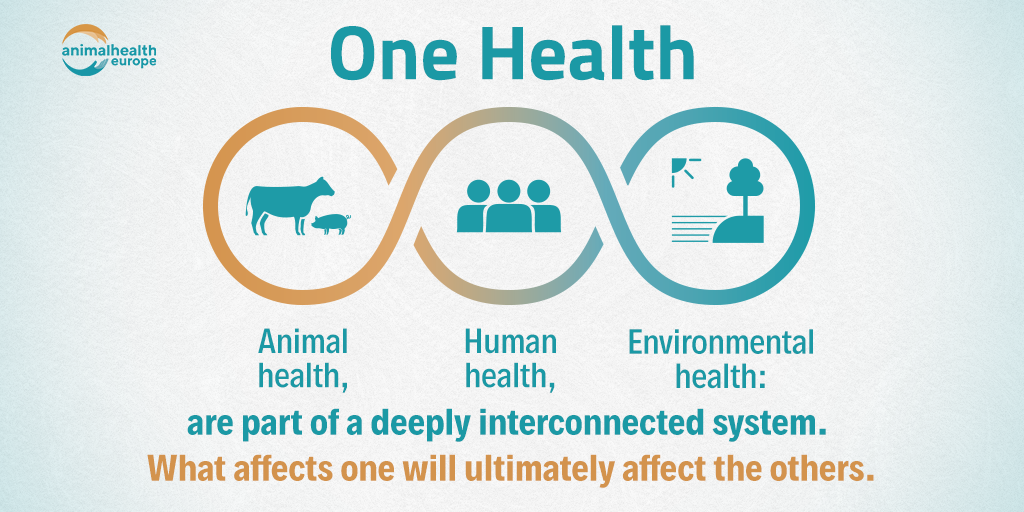 animalhealth
europe
One Health
Animal
health,
Human
health,
Environmental
health:
are part of a deeply interconnected system.
What affects one will ultimately affect the others.